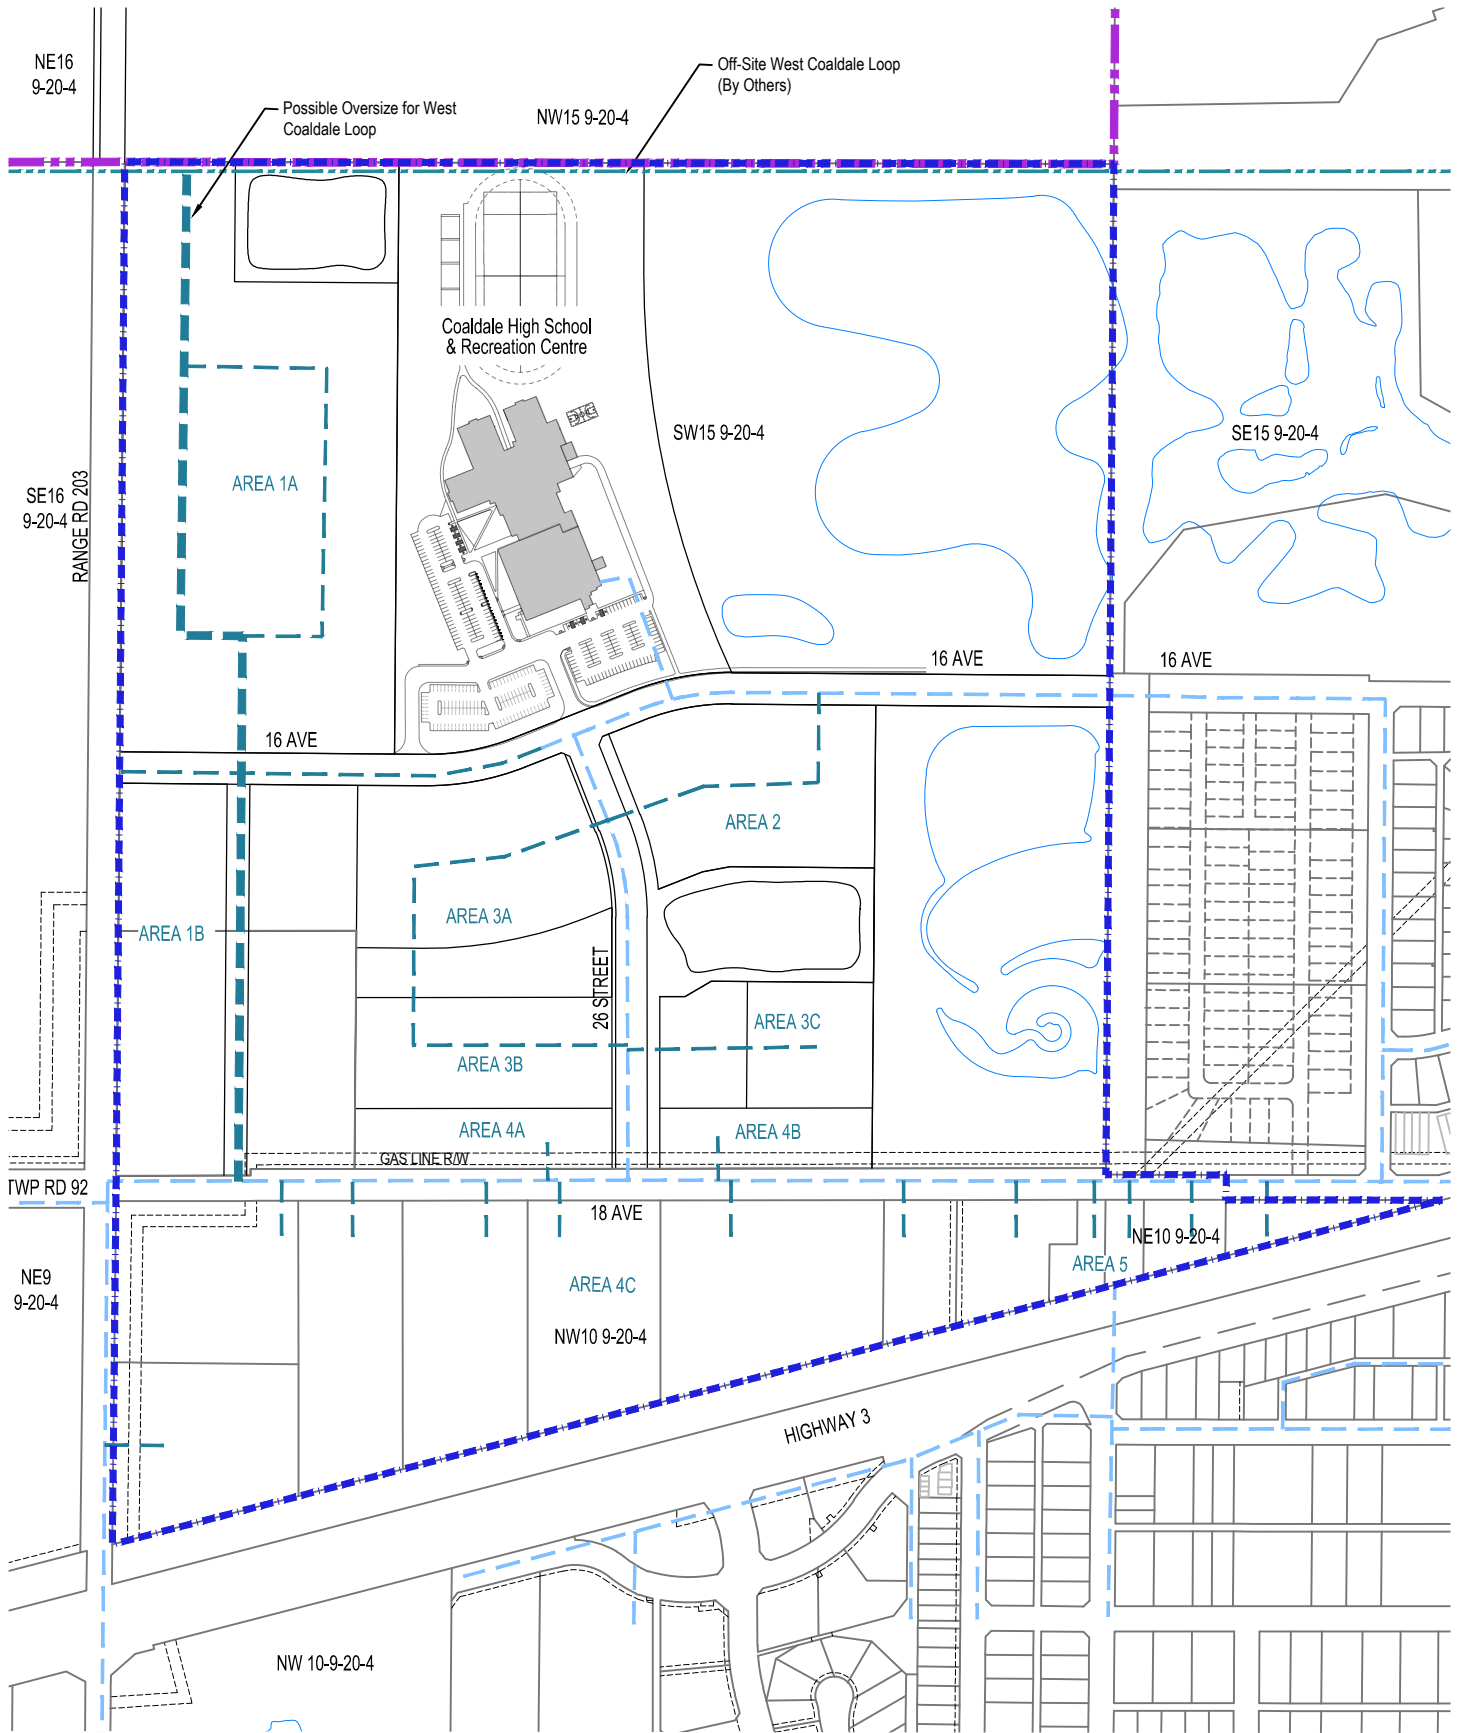 NE16
9-20-4
Off-Site West Coaldale Loop
(By Others)
Possible Oversize for West
Coaldale Loop
NW15 9-20-4
Coaldale High School
& Recreation Centre
SW15 9-20-4
SE15 9-20-4
AREA 1A
SE16
9-20-4
RANGE RD 203
16 AVE
16 AVE
16 AVE
AREA 2
AREA 3A
AREA 1B
26 STREET
AREA 3C
AREA 3B
AREA 4A
AREA 4B
GAS LINE R/W
TWP RD 92
18 AVE
NE10 9-20-4
AREA 5
NE9
9-20-4
AREA 4C
NW10 9-20-4
HIGHWAY 3
NW 10-9-20-4